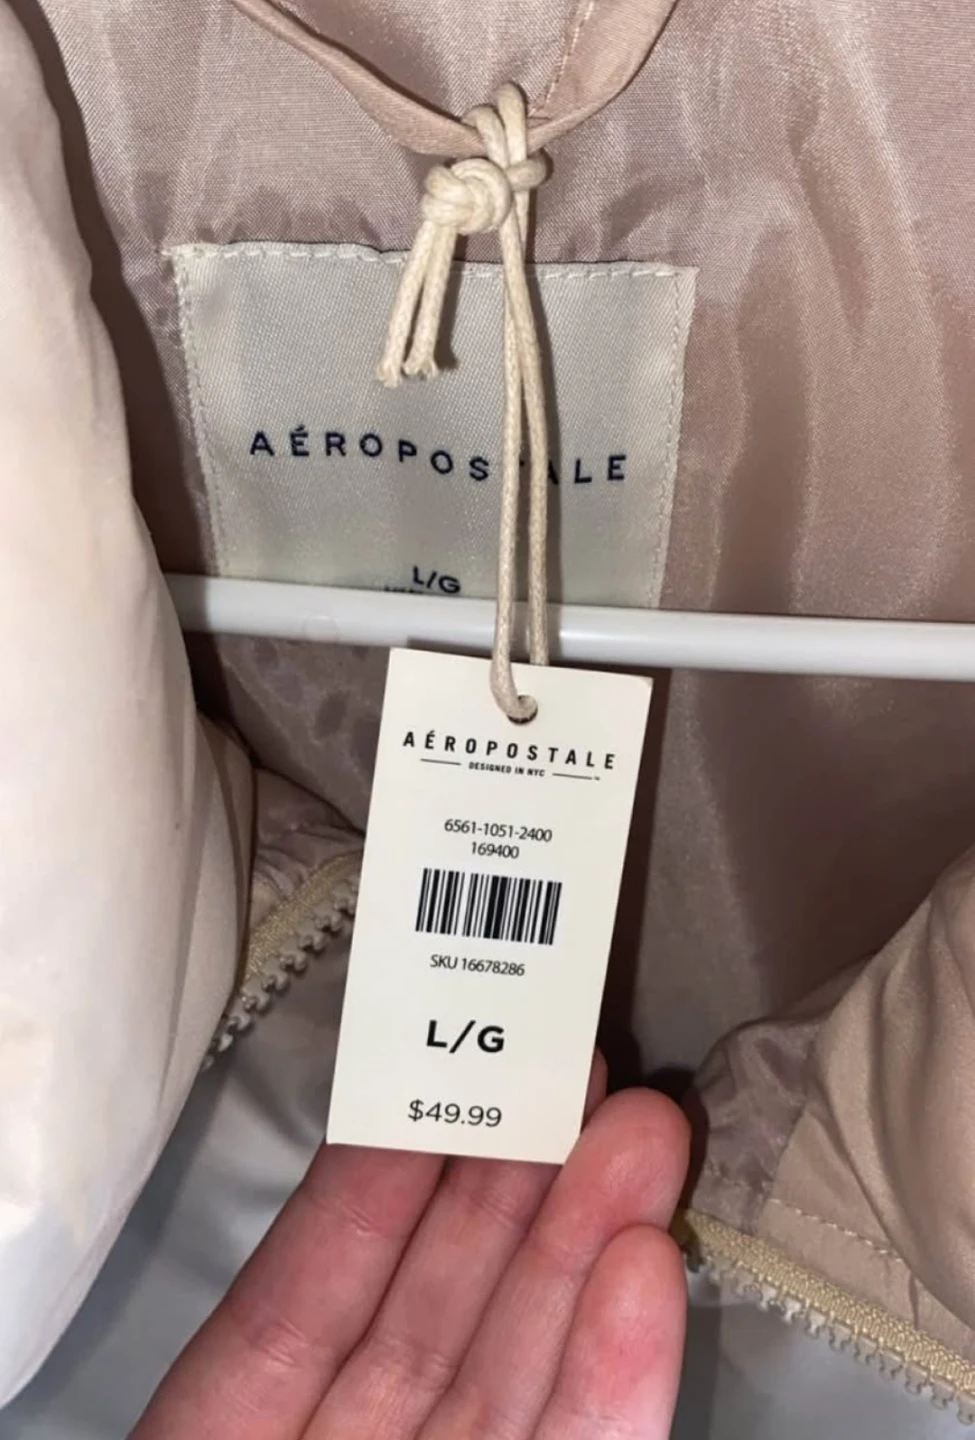 AÉROPOSTALE
L/G
AÉROPOSTALE
DESIGNED IN NYC
6561-1051-2400
169400
SKU 16678286
L/G
$49.99